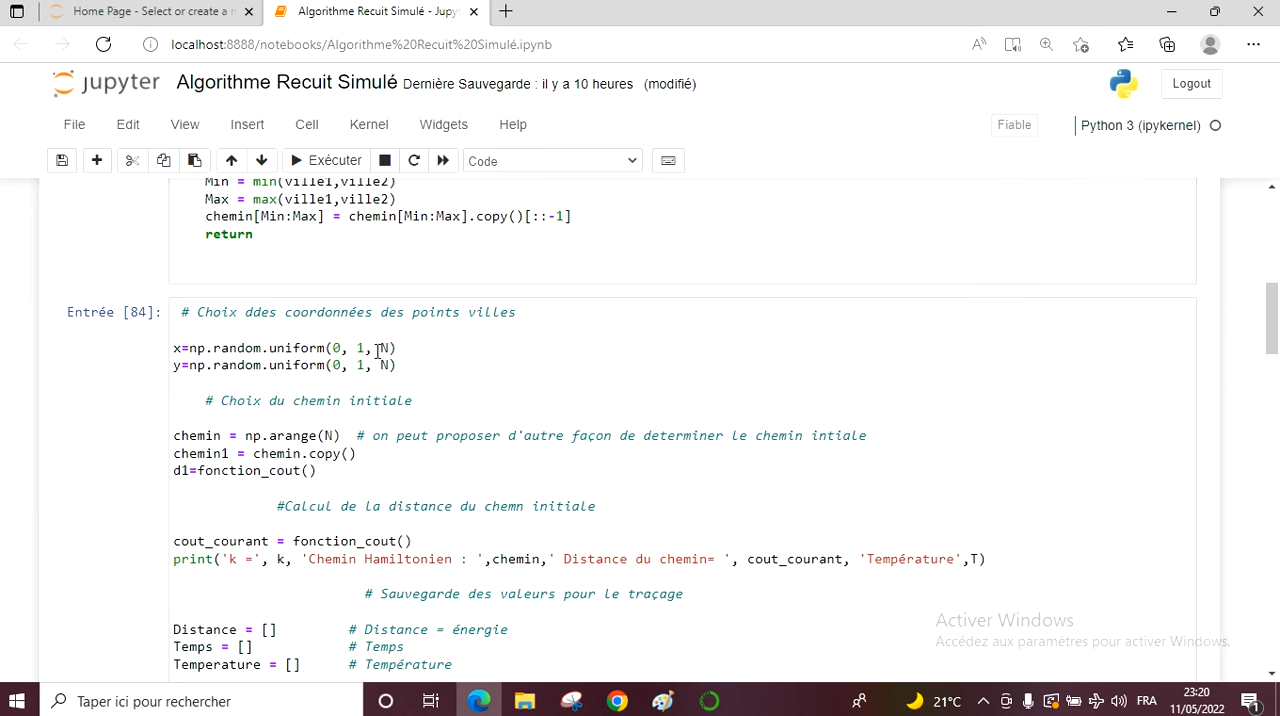 Home Page - Select or create a n
Algorithme Recuit Simulé - Jupy
localhost:8888/notebooks/Algorithme%20Recuit%20Simulé.ipynb
jupyter Algorithme Recuit Simulé Dernière Sauvegarde : il y a 10 heures (modifié)
Logout
File Edit View Insert Cell Kernel Widgets Help
Fiable
Python 3 (ipykernel)
Exécuter
Code
Min = min(ville1,ville2)
Max = max(ville1,ville2)
chemin[Min:Max] = chemin[Min:Max].copy()[::-1]
return
Entrée [84]:
# Choix ddes coordonnées des points villes
x=np.random.uniform(0, 1, N)
y=np.random.uniform(0, 1, N)
# Choix du chemin initiale
chemin = np.arange(N) # on peut proposer d'autre façon de determiner le chemin intiale
chemin1 = chemin.copy()
d1=fonction_cout()
#Calcul de la distance du chemn initiale
cout_courant = fonction_cout()
print('k =', k, 'Chemin Hamiltonien : ',chemin,' Distance du chemin= ', cout_courant, 'Température',T)
# Sauvegarde des valeurs pour le traçage
Distance = [] # Distance = énergie
Temps = [] # Temps
Temperature = [] # Température
Activer Windows
Accédez aux paramètres pour activer Windows.
Taper ici pour rechercher
21°C
FRA
23:20
11/05/2022
1